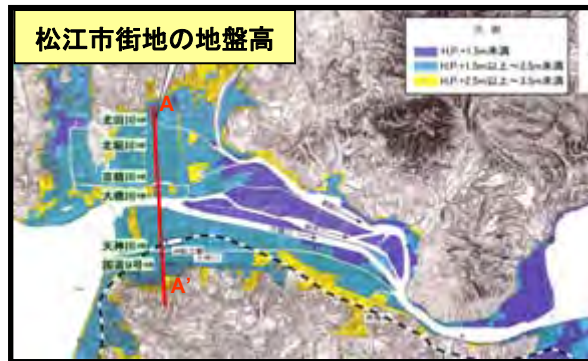 松江市街地の地盤高
凡例
H.P.+1.5m未満
H.P.+1.5m以上～2.5m未満
H.P.+2.5m以上～3.5m未満
A
北田川
北堀川
京橋川
大橋川
天神川
国道9号
A'